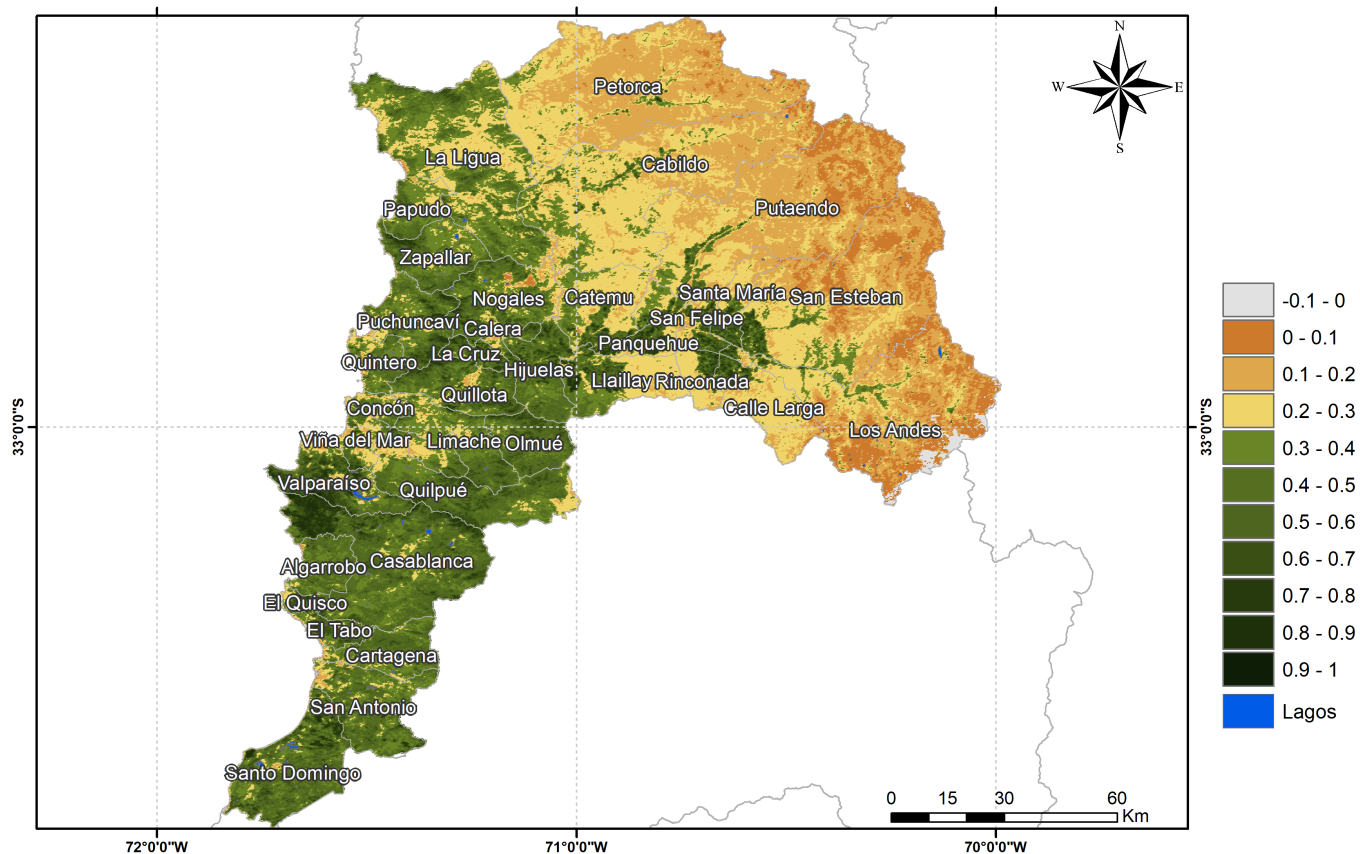 N
W E
S
Petorca
La Ligua
Cabildo
Papudo
Putaendo
Zapallar
Nogales
Catemu
Santa María
San Esteban
Puchuncaví
Calera
San Felipe
Quintero
La Cruz
Panquehue
Hijuelas
Llaillay
Rinconada
Quillota
Concón
Calle Larga
Viña del Mar
Limache
Olmué
Los Andes
Valparaíso
Quilpué
Algarrobo
Casablanca
El Quisco
El Tabo
Cartagena
San Antonio
Santo Domingo
33°0'0"S
33°0'0"S
-0.1 - 0
0 - 0.1
0.1 - 0.2
0.2 - 0.3
0.3 - 0.4
0.4 - 0.5
0.5 - 0.6
0.6 - 0.7
0.7 - 0.8
0.8 - 0.9
0.9 - 1
Lagos
0 15 30 60
Km
72°0'0"W 71°0'0"W 70°0'0"W